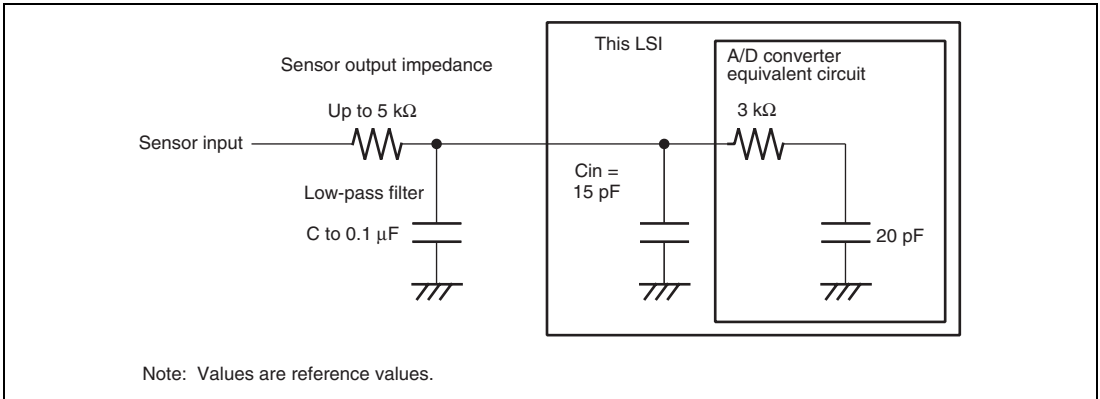 This LSI
A/D converter
equivalent circuit
Sensor output impedance
Up to 5 kΩ
3 kΩ
Sensor input
Cin =
15 pF
Low-pass filter
C to 0.1 μF
20 pF
Note: Values are reference values.